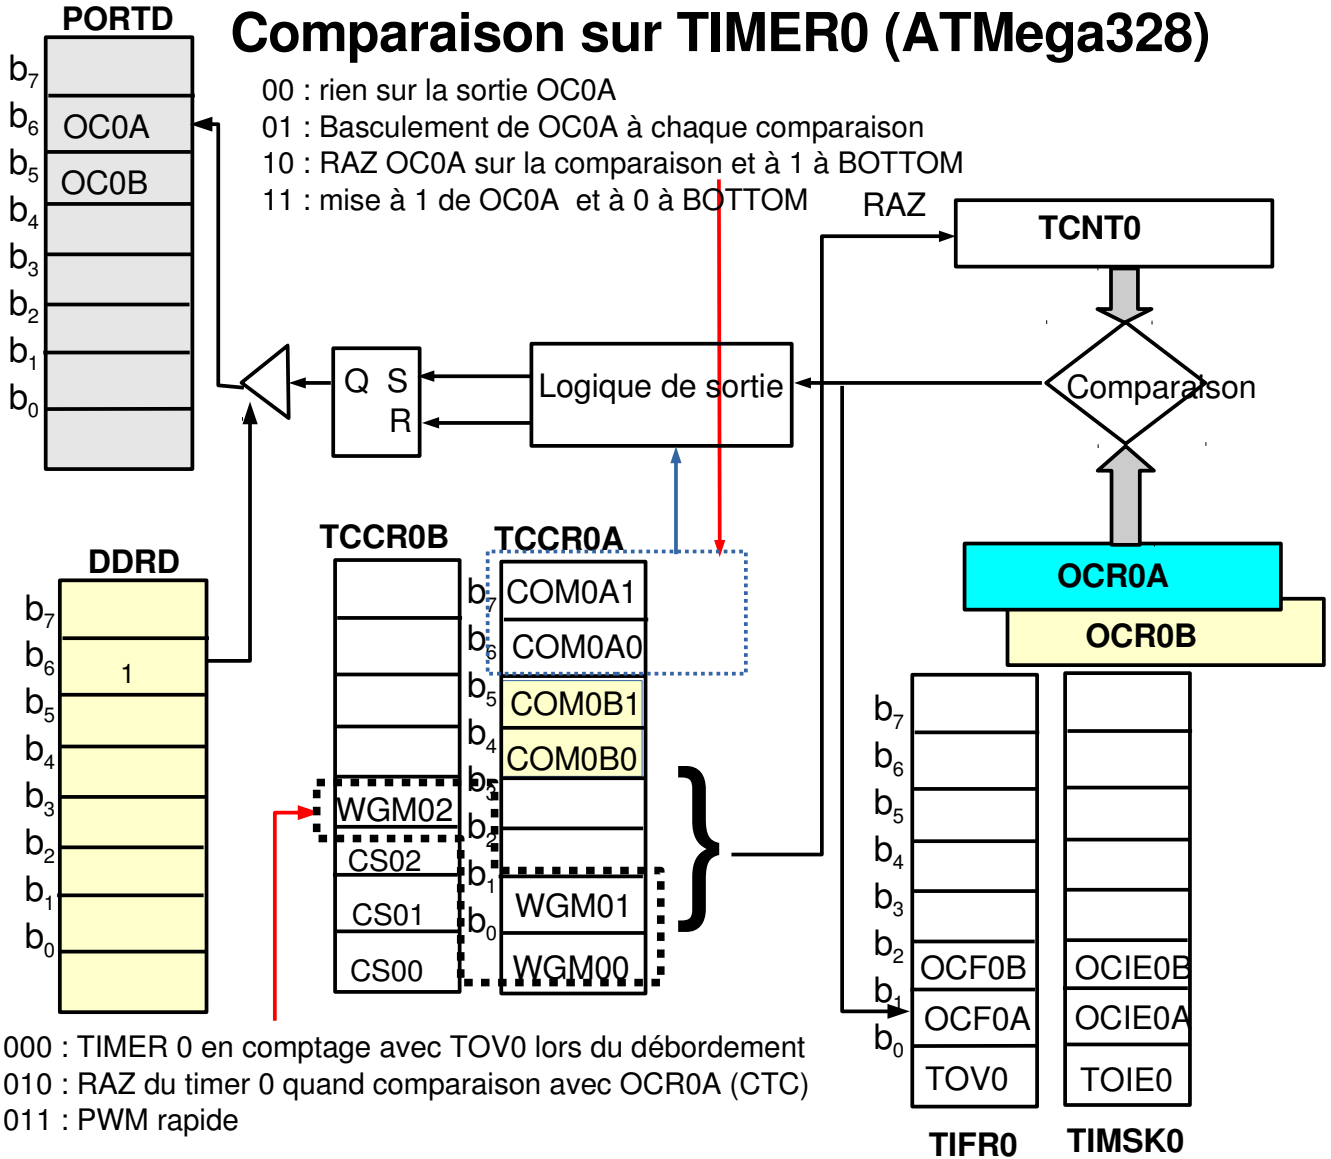 PORTD
Comparaison sur TIMER0 (ATMega328)
00 : rien sur la sortie OC0A
01 : Basculement de OC0A à chaque comparaison
10 : RAZ OC0A sur la comparaison et à 1 à BOTTOM
11 : mise à 1 de OC0A et à 0 à BOTTOM
b7
b6
b5
b4
b3
b2
b1
b0
OC0A
OC0B
RAZ
TCNT0
Q S
R
Logique de sortie
Comparaison
OCR0A
OCR0B
DDRD
b7
b6
b5
b4
b3
b2
b1
b0
1
TCCR0B
WGM02
CS02
CS01
CS00
TCCR0A
b7
b6
b5
b4
b3
b2
b1
b0
COM0A1
COM0A0
COM0B1
COM0B0
WGM01
WGM00
}
b7
b6
b5
b4
b3
b2
b1
b0
OCF0B
OCF0A
TOV0
TIFR0
OCIE0B
OCIE0A
TOIE0
TIMSK0
000 : TIMER 0 en comptage avec TOV0 lors du débordement
010 : RAZ du timer 0 quand comparaison avec OCR0A (CTC)
011 : PWM rapide